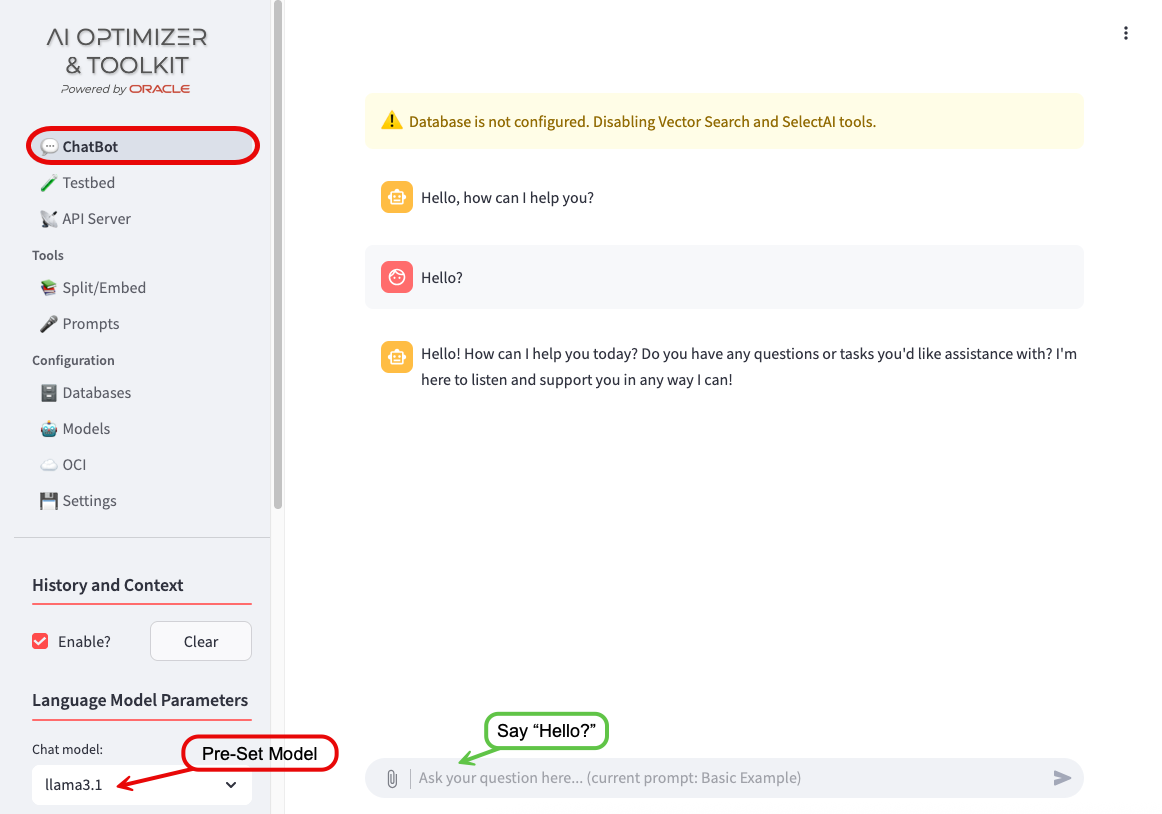 AI OPTIMIZER
& TOOLKIT
Powered by ORACLE
ChatBot
Testbed
API Server
Tools
Split/Embed
Prompts
Configuration
Databases
Models
OCI
Settings
History and Context
Enable?
Clear
Language Model Parameters
Chat model:
Pre-Set Model
llama3.1
Database is not configured. Disabling Vector Search and SelectAI tools.
Hello, how can I help you?
Hello?
Hello! How can I help you today? Do you have any questions or tasks you'd like assistance with? I'm
here to listen and support you in any way I can!
Say “Hello?”
Ask your question here... (current prompt: Basic Example)